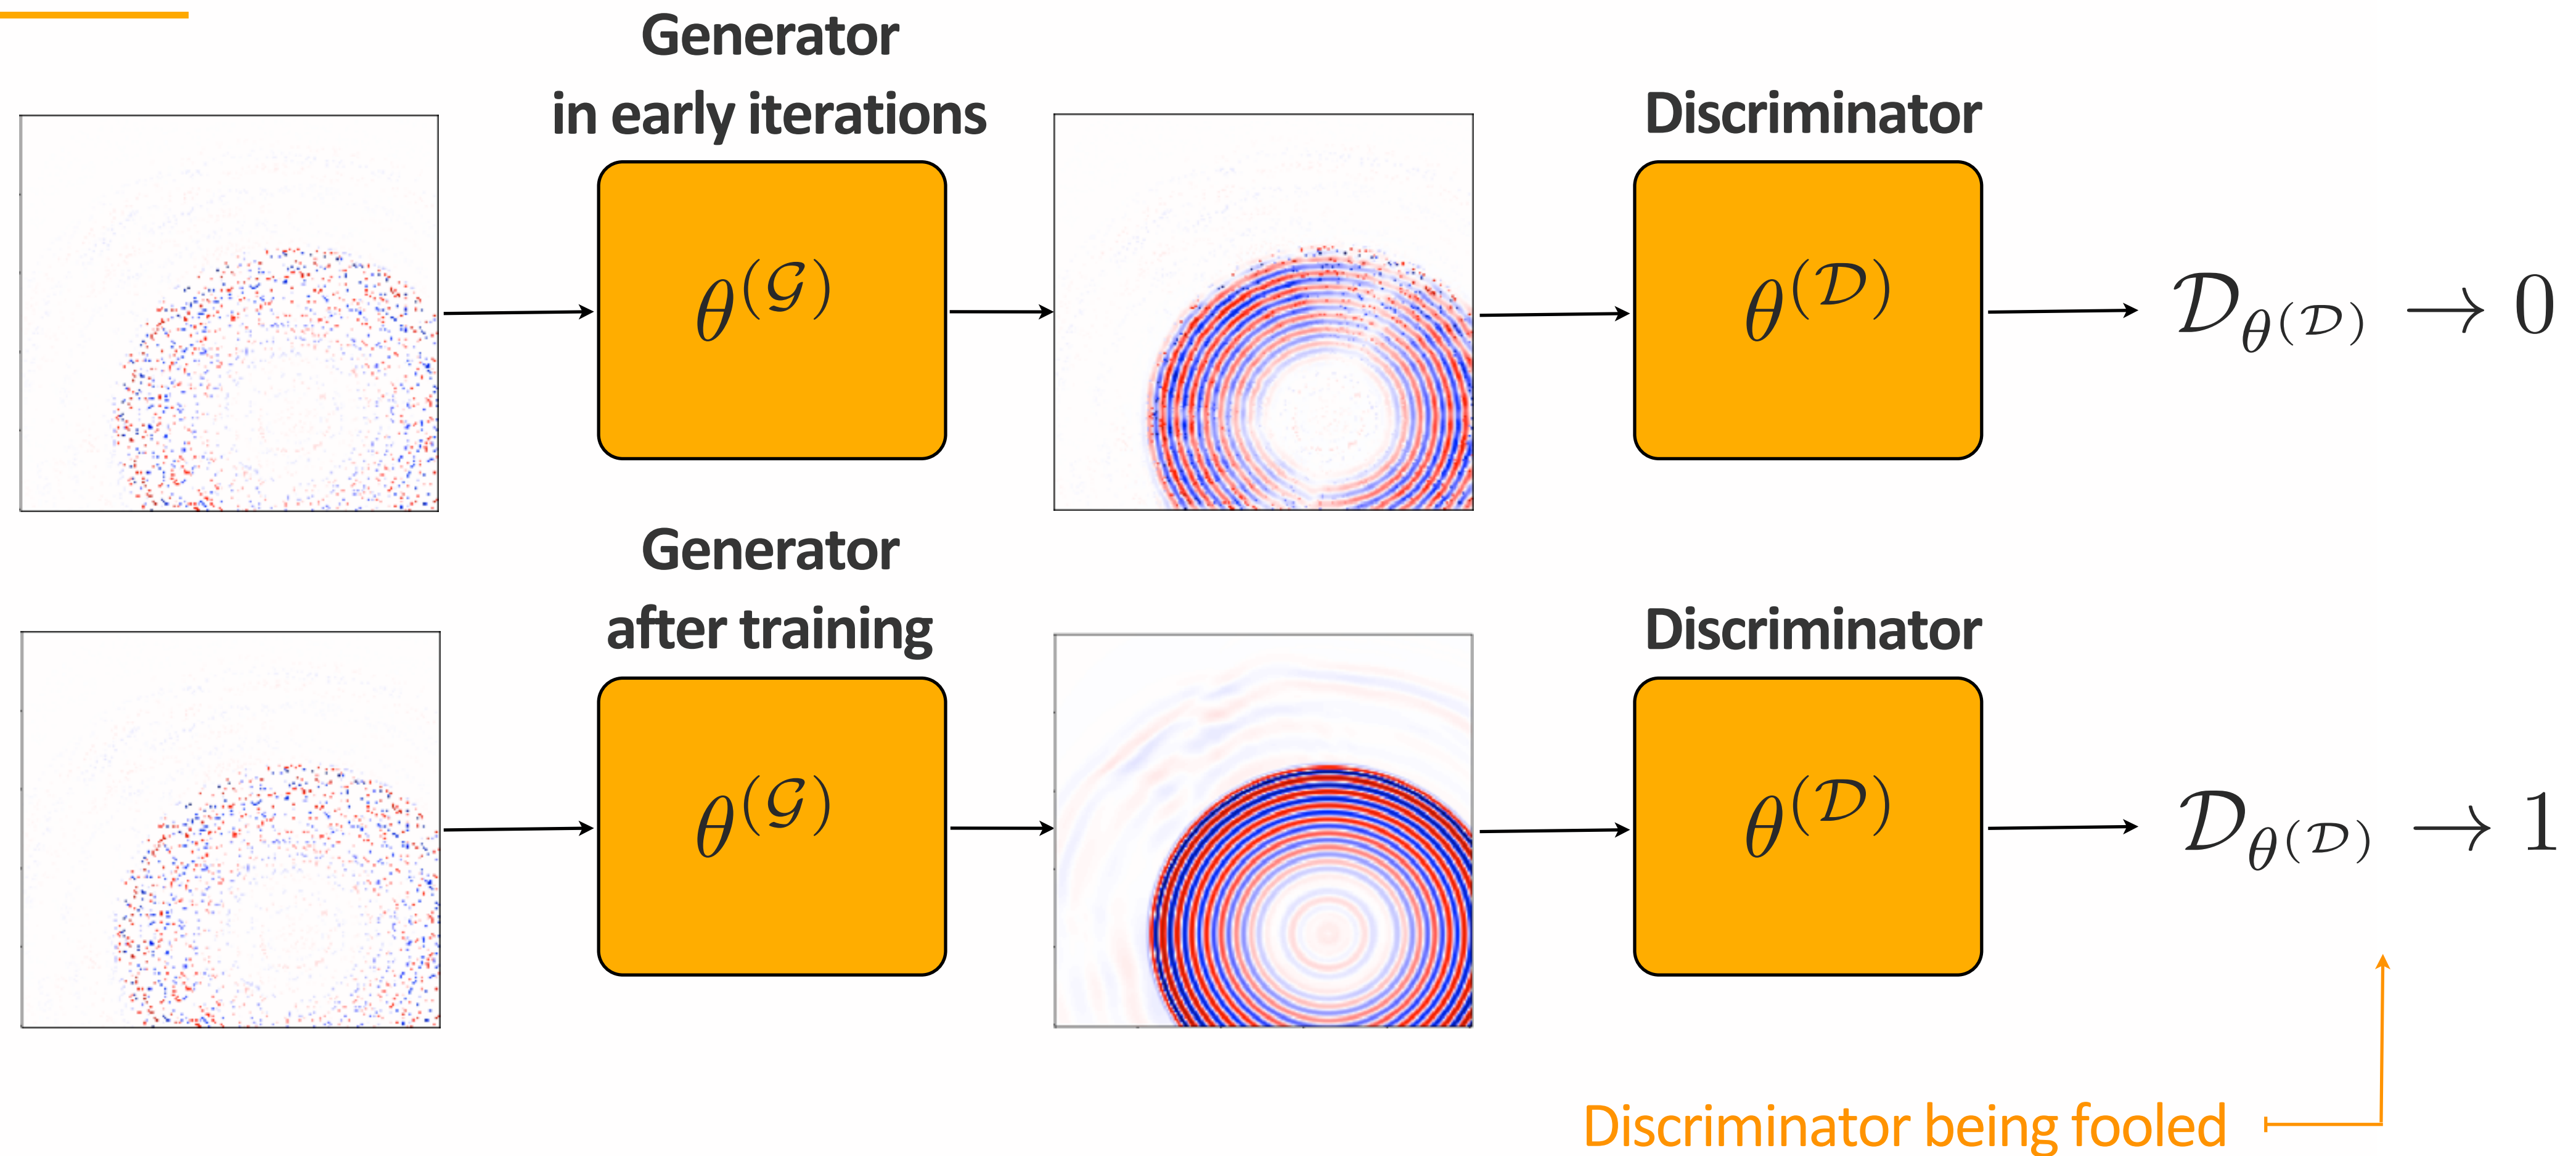 Generator
in early iterations
Discriminator
θ^(𝒢)
θ^(𝒟)
𝒟_θ^(𝒟) → 0
Generator
after training
Discriminator
θ^(𝒢)
θ^(𝒟)
𝒟_θ^(𝒟) → 1
Discriminator being fooled